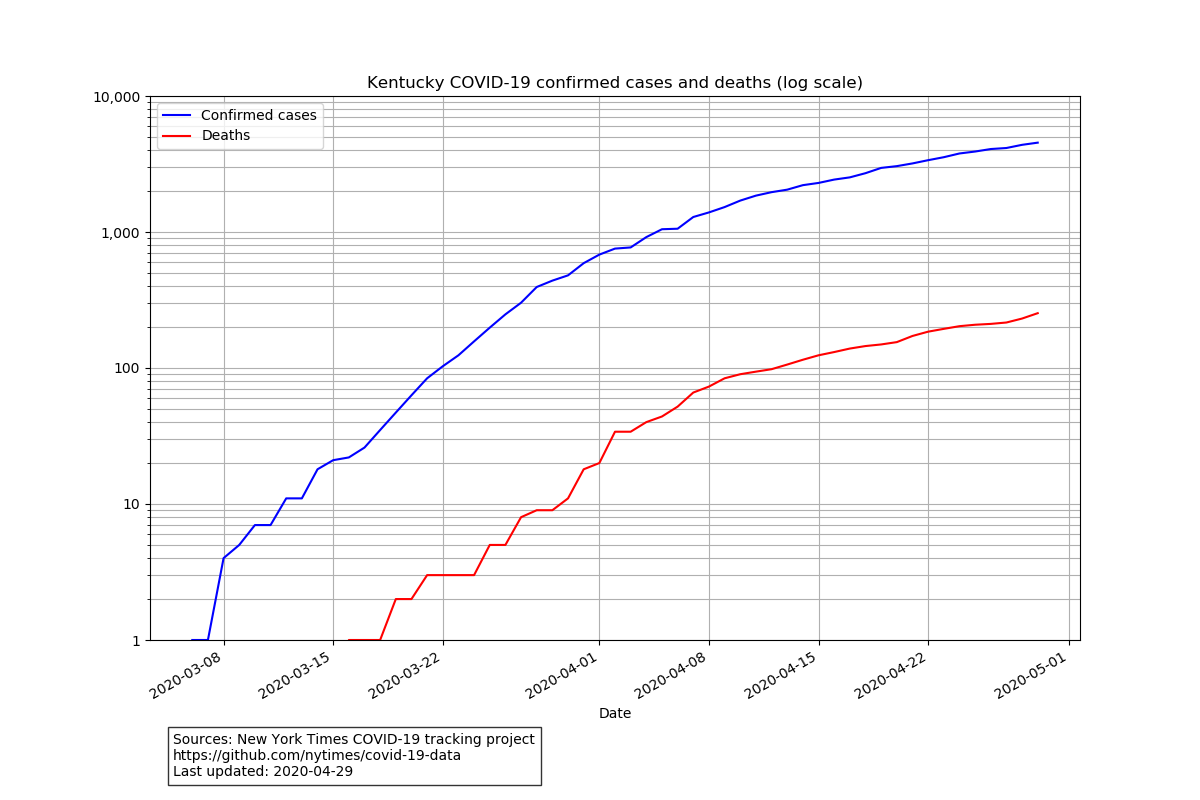 Kentucky COVID-19 confirmed cases and deaths (log scale)
10,000
1,000
100
10
1
Confirmed cases
Deaths
2020-03-08
2020-03-15
2020-03-22
2020-04-01
2020-04-08
2020-04-15
2020-04-22
2020-05-01
Date
Sources: New York Times COVID-19 tracking project
https://github.com/nytimes/covid-19-data
Last updated: 2020-04-29